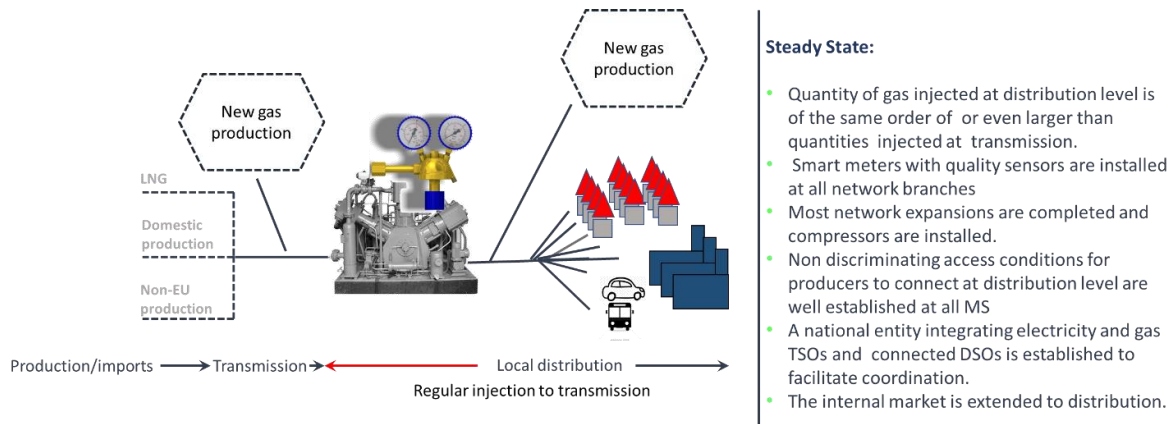 New gas
production
New gas
production
LNG
Domestic
production
Non-EU
production
Production/imports
Transmission
Local distribution
Regular injection to transmission
Steady State:
• Quantity of gas injected at distribution level is
of the same order of or even larger than
quantities injected at transmission.
• Smart meters with quality sensors are installed
at all network branches
• Most network expansions are completed and
compressors are installed.
• Non discriminating access conditions for
producers to connect at distribution level are
well established at all MS
• A national entity integrating electricity and gas
TSOs and connected DSOs is established to
facilitate coordination.
• The internal market is extended to distribution.